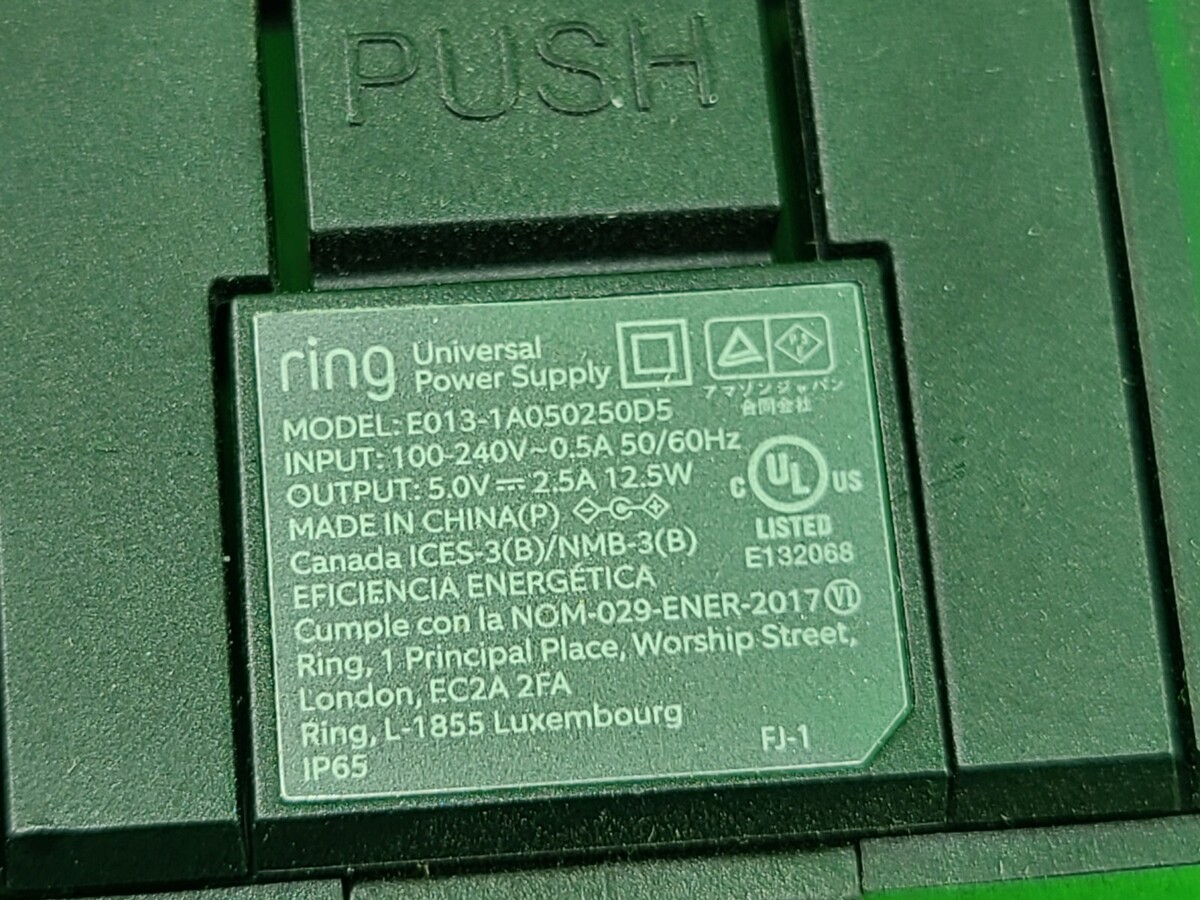 PUSH
ring Universal
Power Supply
アマゾンジャパン
合同会社
MODEL: E013-1A050250D5
INPUT: 100-240V~0.5A 50/60Hz
OUTPUT: 5.0V⎓2.5A 12.5W
C UL US
LISTED
E132068
MADE IN CHINA(P)
Canada ICES-3(B)/NMB-3(B)
EFICIENCIA ENERGÉTICA
Cumple con la NOM-029-ENER-2017 VI
Ring, 1 Principal Place, Worship Street,
London, EC2A 2FA
Ring, L-1855 Luxembourg
FJ-1
IP65